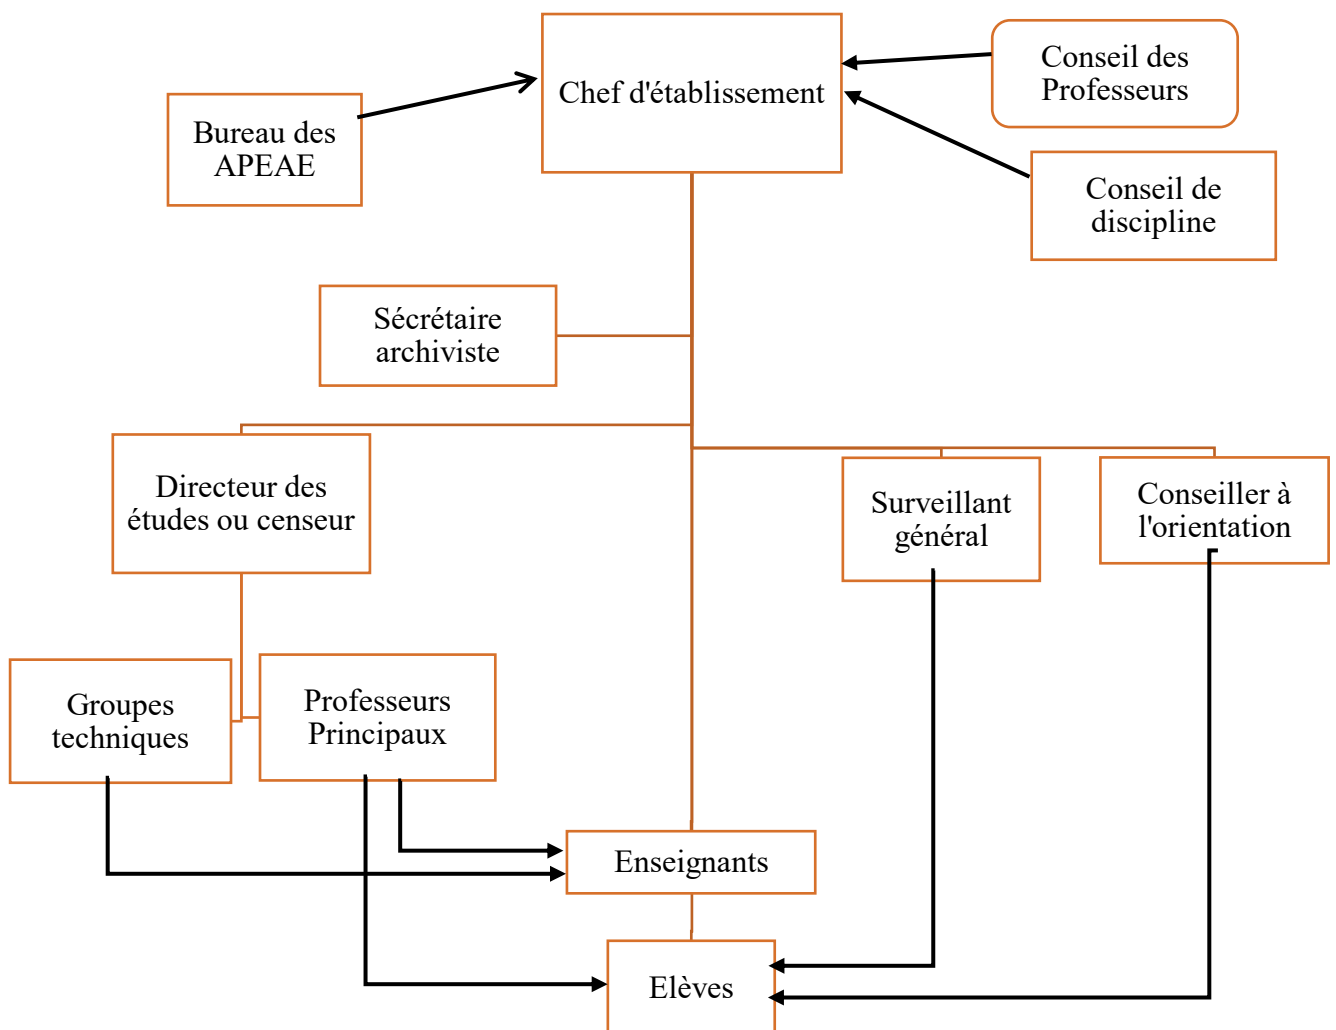 Chef d'établissement
Conseil des
Professeurs
Bureau des
APEAE
Conseil de
discipline
Sécrétaire
archiviste
Directeur des
études ou censeur
Surveillant
général
Conseiller à
l'orientation
Groupes
techniques
Professeurs
Principaux
Enseignants
Elèves